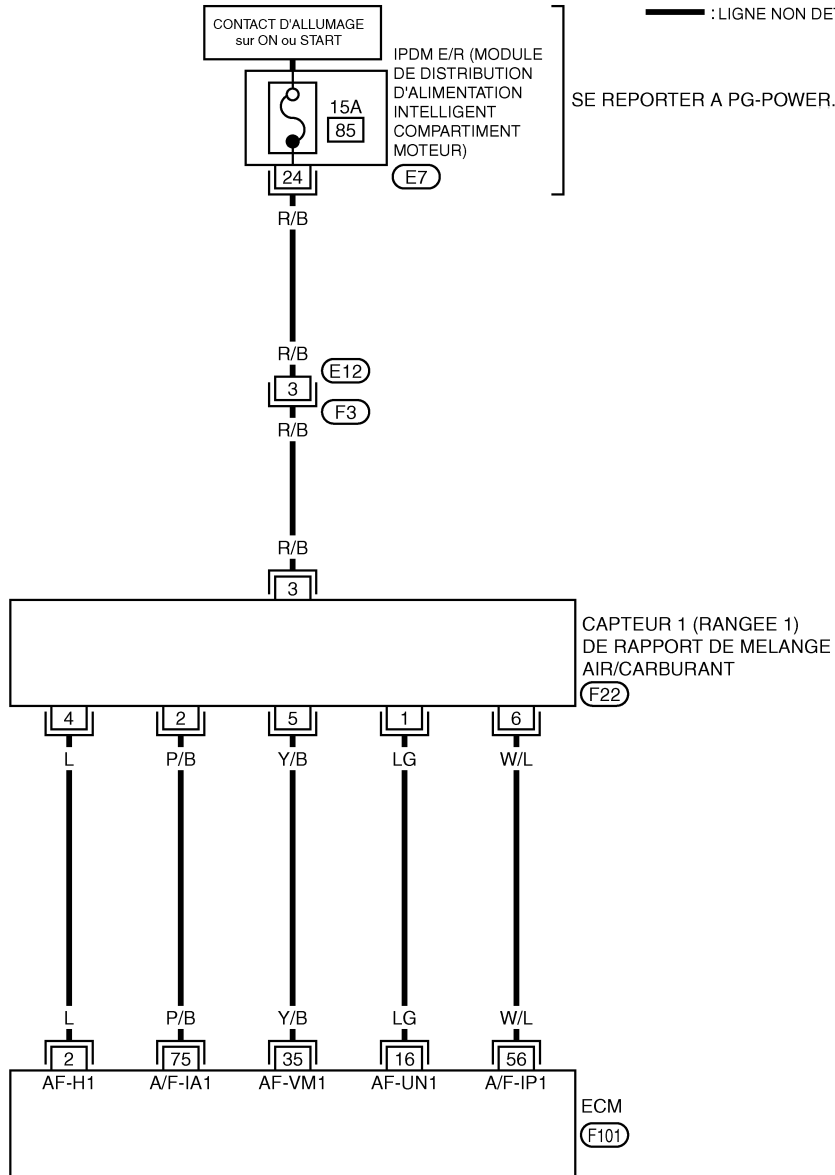 : LIGNE NON DE
CONTACT D'ALLUMAGE
sur ON ou START
IPDM E/R (MODULE
DE DISTRIBUTION
D'ALIMENTATION
INTELLIGENT
COMPARTIMENT
MOTEUR)
15A
85
SE REPORTER A PG-POWER.
24
E7
R/B
R/B
E12
3
F3
R/B
R/B
3
CAPTEUR 1 (RANGEE 1)
DE RAPPORT DE MELANGE
AIR/CARBURANT
F22
4 2 5 1 6
L P/B Y/B LG W/L
L P/B Y/B LG W/L
2 75 35 16 56
AF-H1 A/F-IA1 AF-VM1 AF-UN1 A/F-IP1
ECM
F101